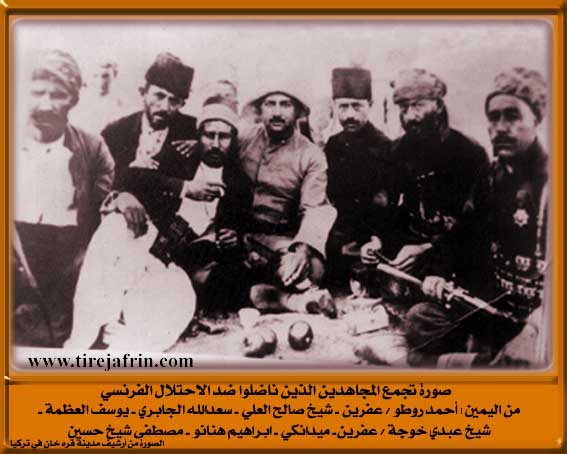 www.tirejafrin.com
صورة تجمع المجاهدين الذين ناضلوا ضد الاحتلال الفرنسي
من اليمين : أحمد روطو / عفرين - شيخ صالح العلي - سعدالله الجابري - يوسف العظمة -
شيخ عبدي خوجة / عفرين - ميدانكي - ابراهيم هنانو - مصطفى شيخ حسين
الصورة من ارشيف مدينة قره خان في تركيا